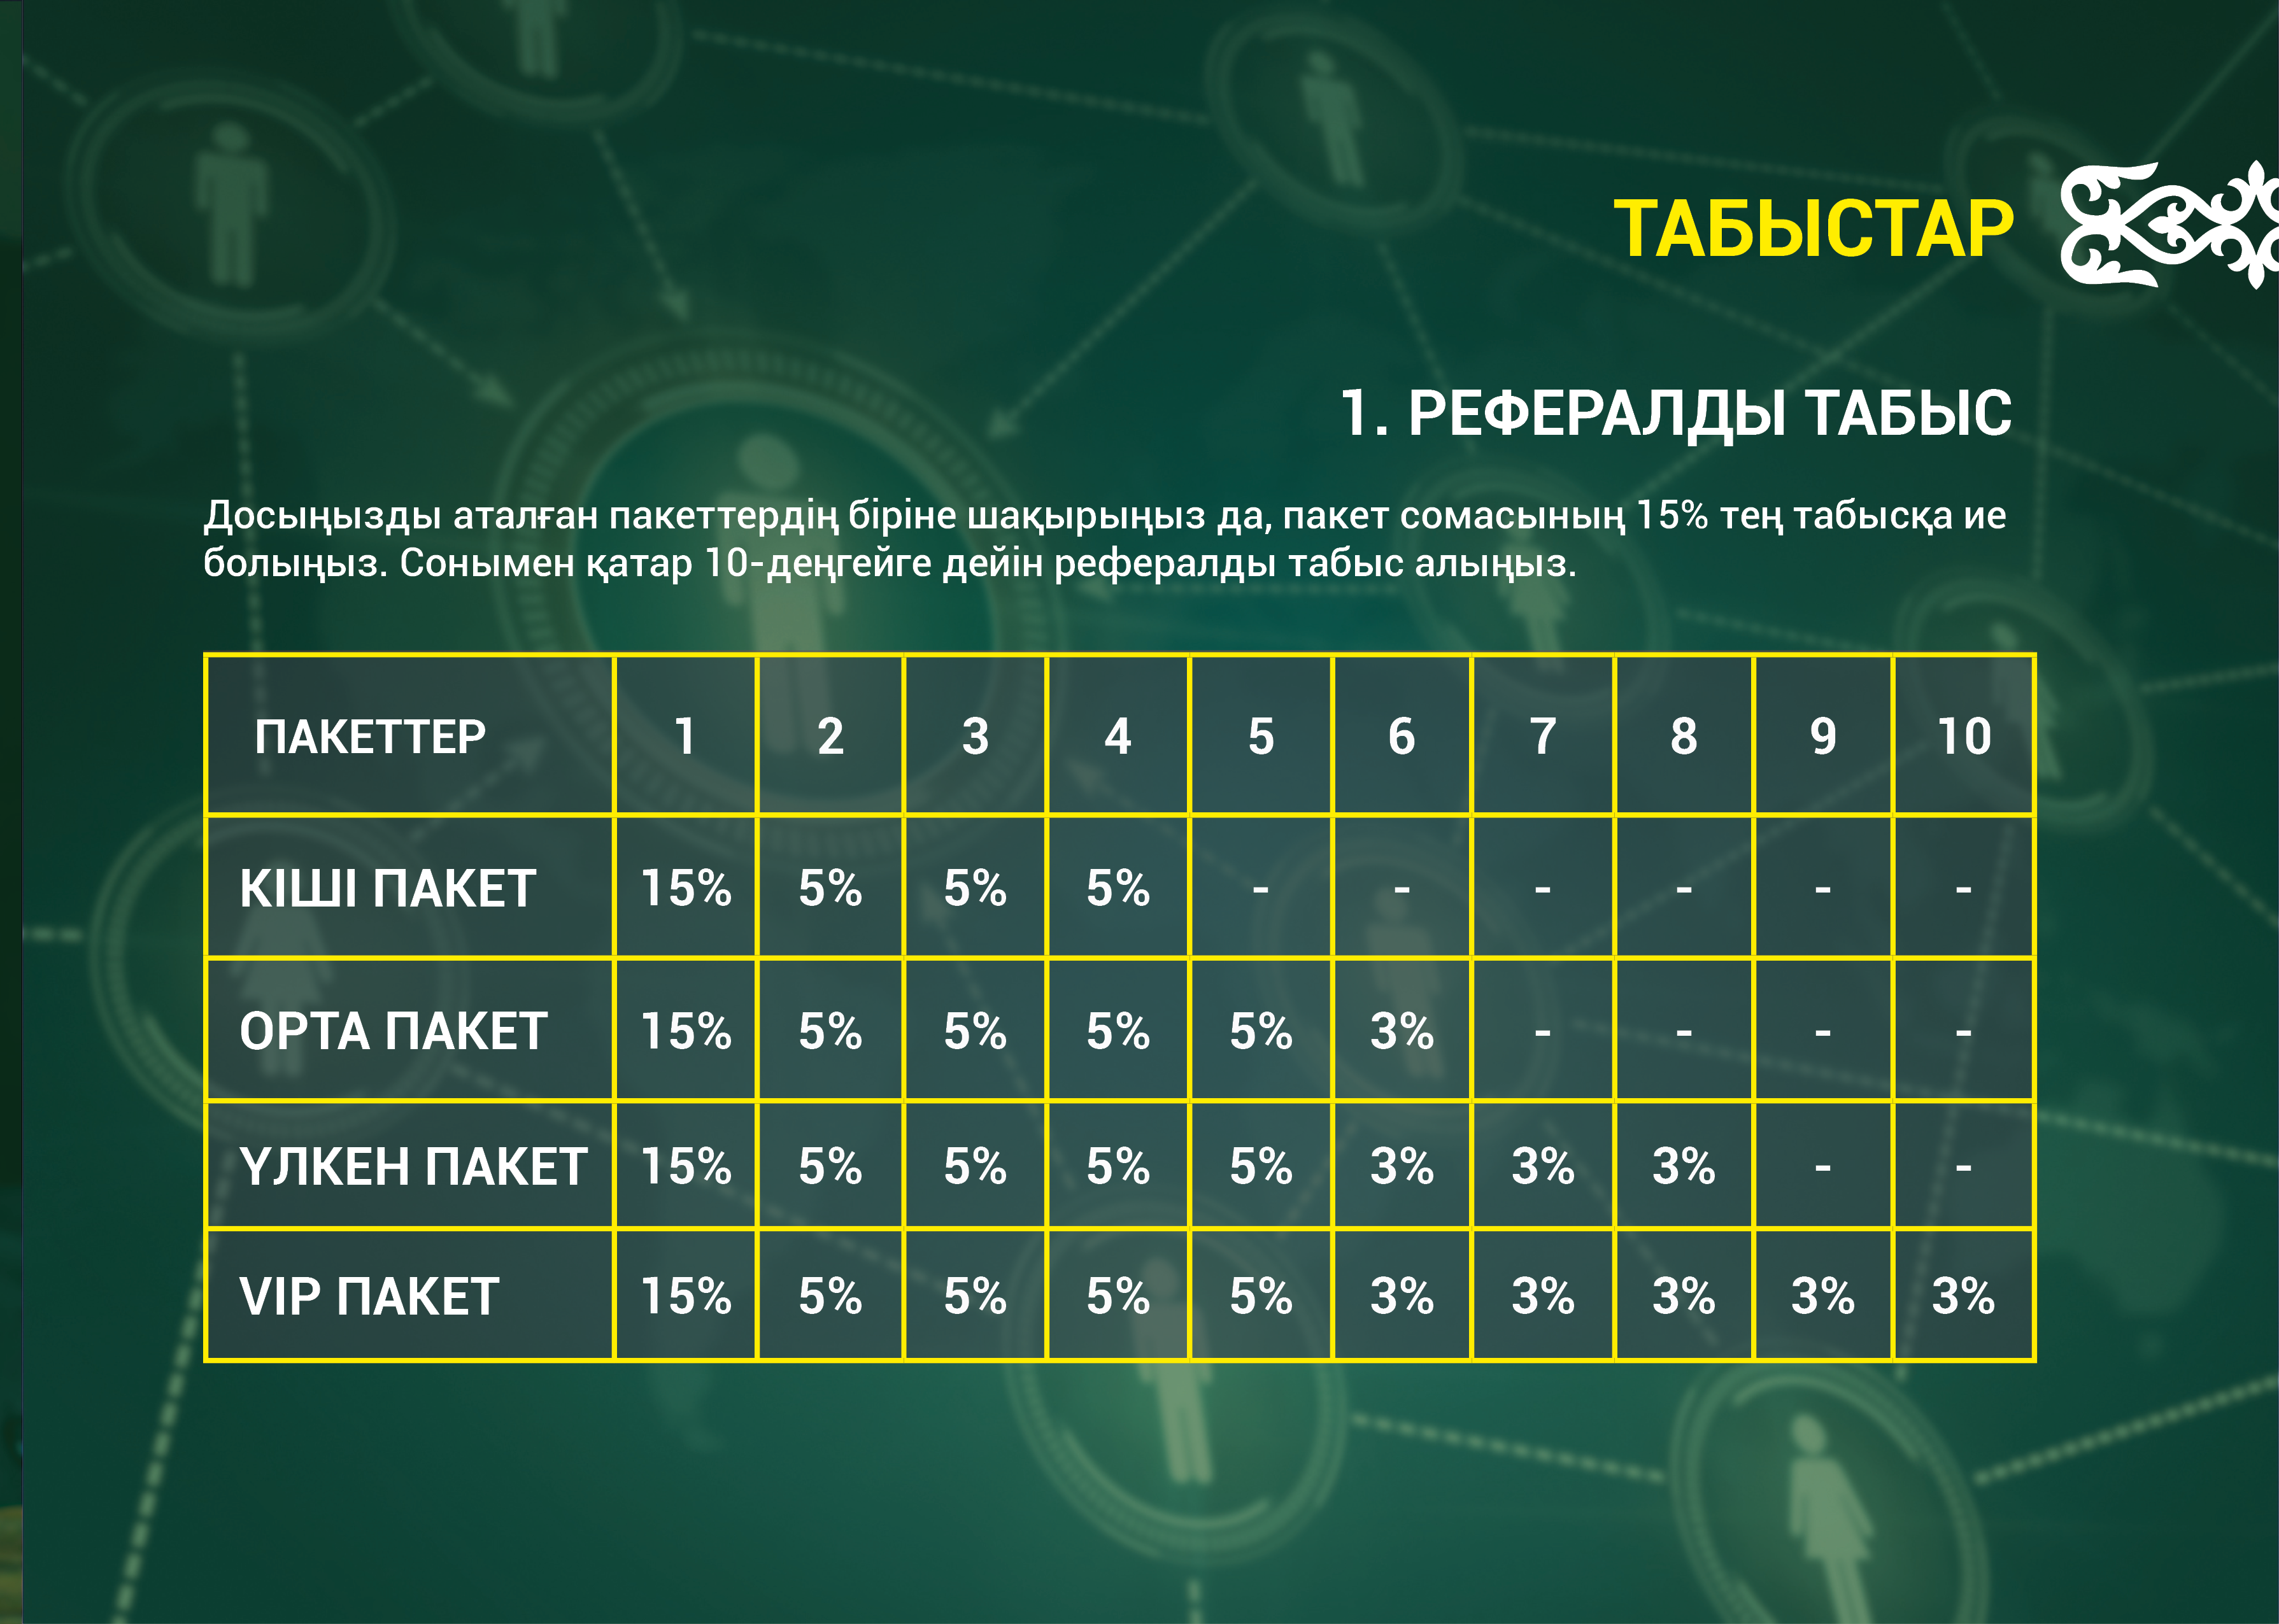 ТАБЫСТАР
1. РЕФЕРАЛДЫ ТАБЫС
Досыңызды аталған пакеттердің біріне шақырыңыз да, пакет сомасының 15% тең табысқа ие
болыңыз. Сонымен қатар 10-деңгейге дейін рефералды табыс алыңыз.
ПАКЕТТЕР 1 2 3 4 5 6 7 8 9 10
КІШІ ПАКЕТ 15% 5% 5% 5% - - - - - -
ОРТА ПАКЕТ 15% 5% 5% 5% 5% 3% - - - -
ҮЛКЕН ПАКЕТ 15% 5% 5% 5% 5% 3% 3% 3% - -
VIP ПАКЕТ 15% 5% 5% 5% 5% 3% 3% 3% 3% 3%